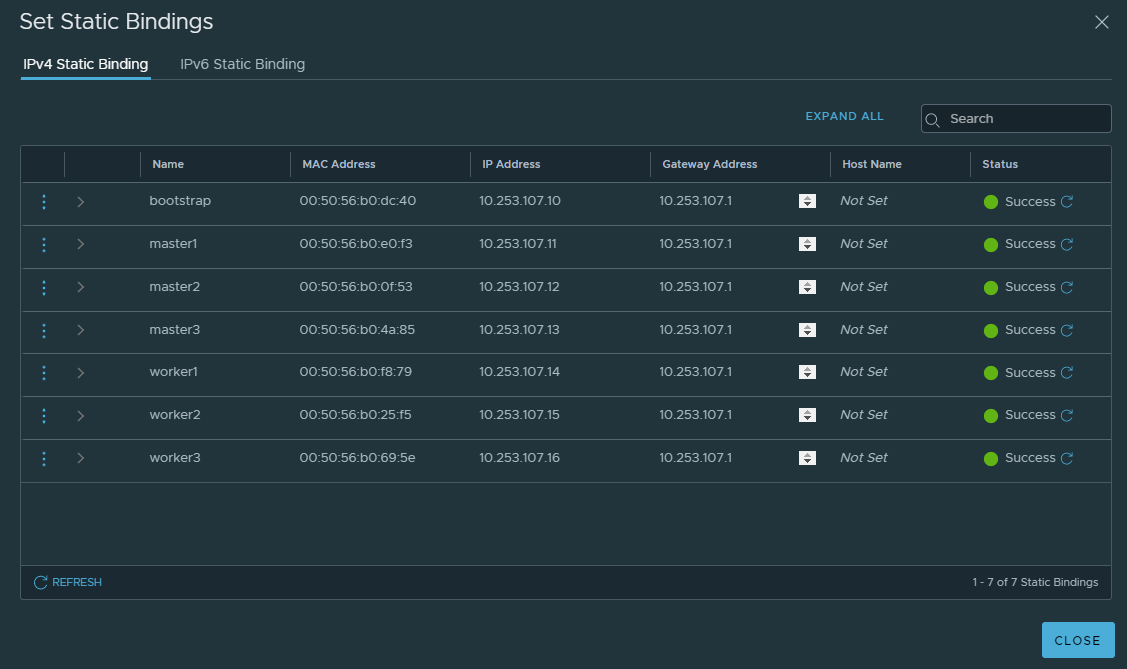 Set Static Bindings
IPv4 Static Binding IPv6 Static Binding
EXPAND ALL Search
Name MAC Address IP Address Gateway Address Host Name Status
bootstrap 00:50:56:b0:dc:40 10.253.107.10 10.253.107.1 Not Set Success
master1 00:50:56:b0:e0:f3 10.253.107.11 10.253.107.1 Not Set Success
master2 00:50:56:b0:0f:53 10.253.107.12 10.253.107.1 Not Set Success
master3 00:50:56:b0:4a:85 10.253.107.13 10.253.107.1 Not Set Success
worker1 00:50:56:b0:f8:79 10.253.107.14 10.253.107.1 Not Set Success
worker2 00:50:56:b0:25:f5 10.253.107.15 10.253.107.1 Not Set Success
worker3 00:50:56:b0:69:5e 10.253.107.16 10.253.107.1 Not Set Success
REFRESH 1 - 7 of 7 Static Bindings
CLOSE